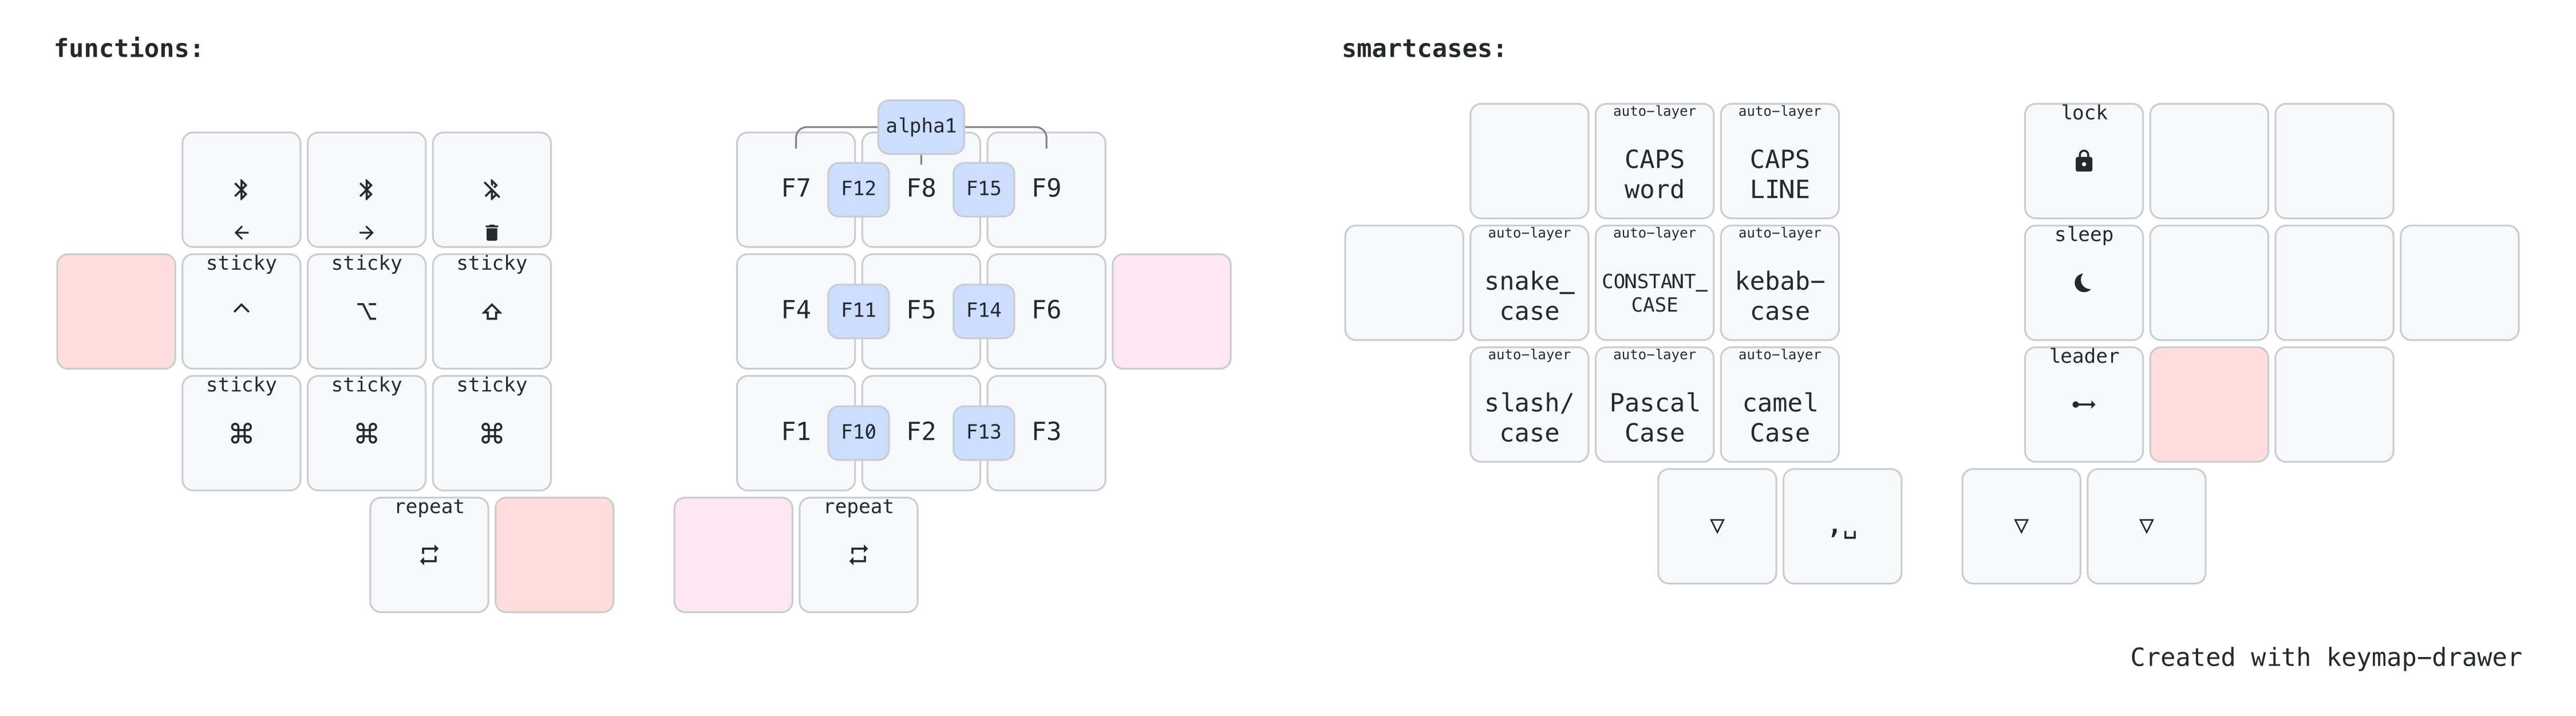 functions:
smartcases:
alpha1
F7 F12 F8 F15 F9
sticky sticky sticky
^ ⌥ ⇧
F4 F11 F5 F14 F6
sticky sticky sticky
⌘ ⌘ ⌘
F1 F10 F2 F13 F3
repeat
repeat
auto-layer auto-layer
CAPS
word
CAPS
LINE
lock
auto-layer auto-layer auto-layer
snake_
case
CONSTANT_
CASE
kebab-
case
sleep
auto-layer auto-layer auto-layer
slash/
case
Pascal
Case
camel
Case
leader
▽ ,␣ ▽ ▽
Created with keymap-drawer